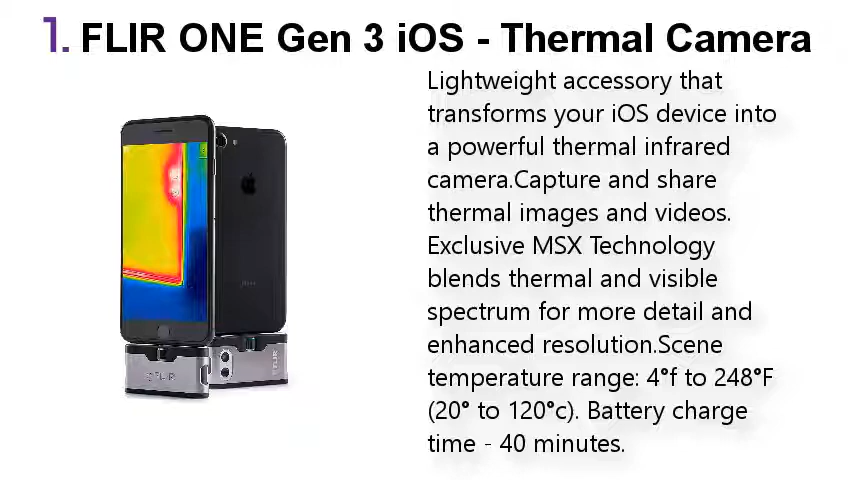 1. FLIR ONE Gen 3 iOS - Thermal Camera
Lightweight accessory that
transforms your iOS device into
a powerful thermal infrared
camera.Capture and share
thermal images and videos.
Exclusive MSX Technology
blends thermal and visible
spectrum for more detail and
enhanced resolution.Scene
temperature range: 4°f to 248°F
(20° to 120°c). Battery charge
time - 40 minutes.
FLIR
FLIR